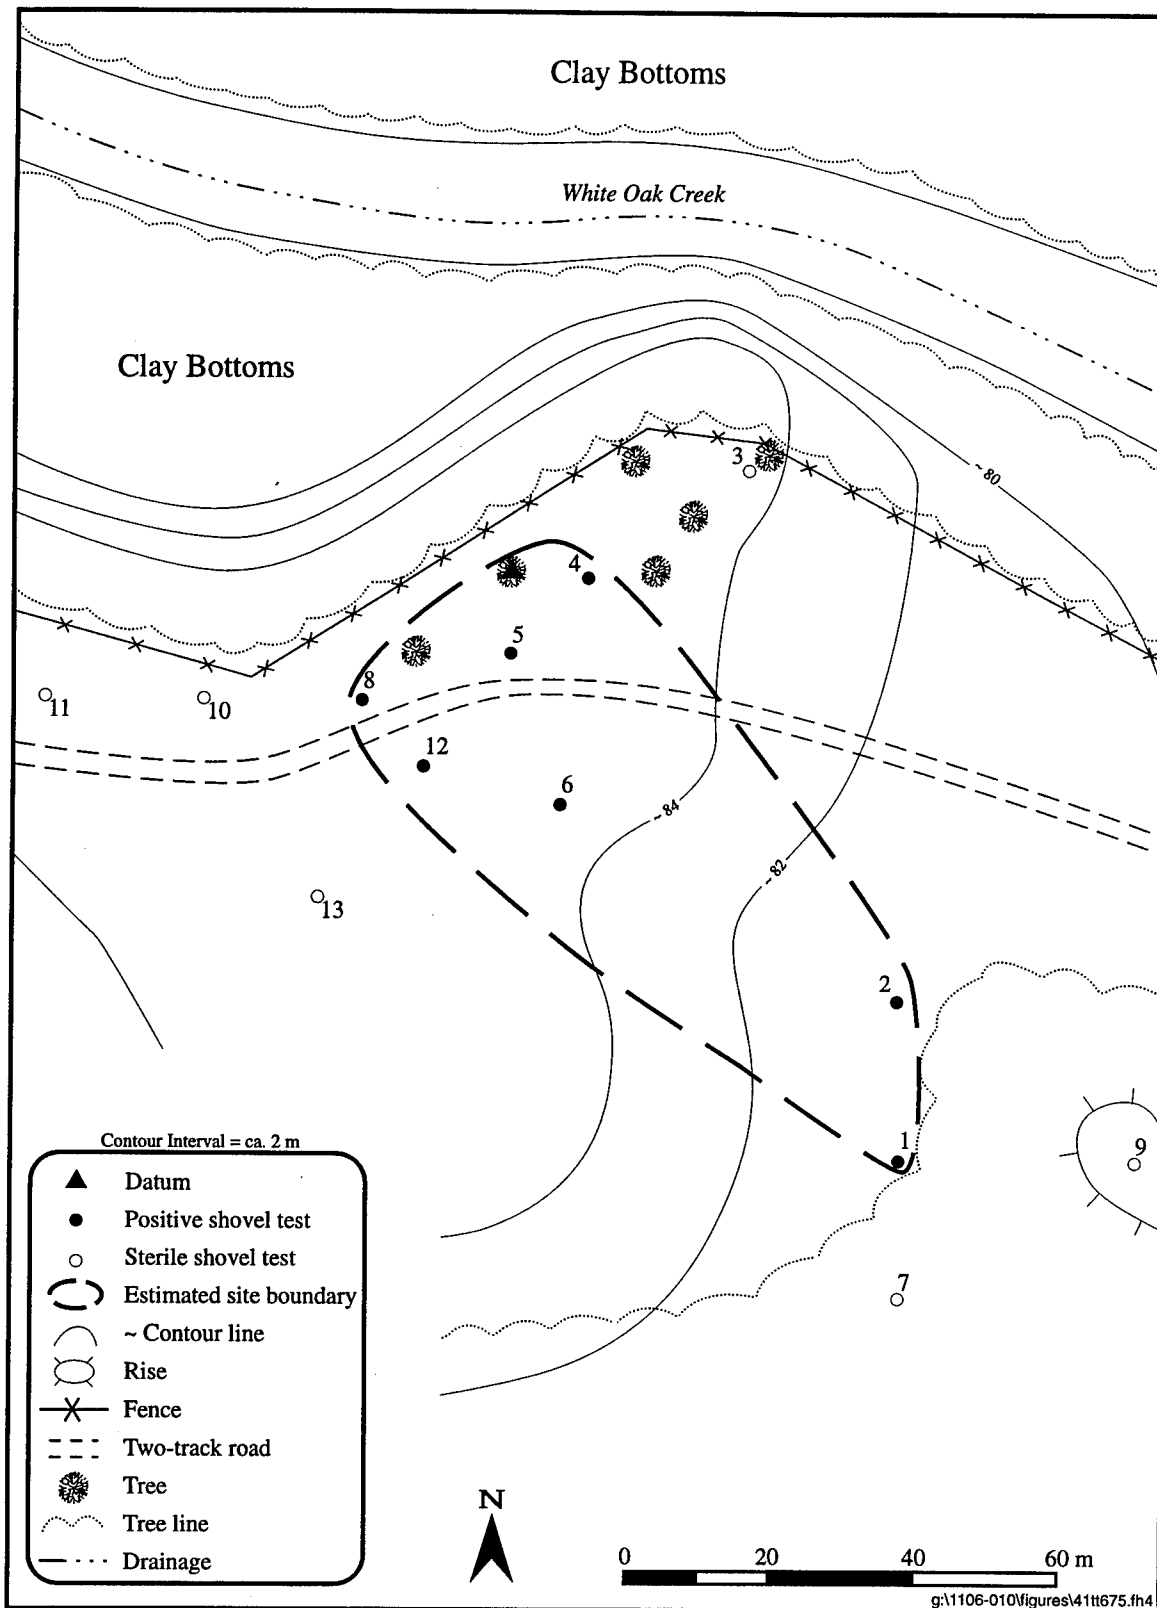 Clay Bottoms
White Oak Creek
Clay Bottoms
3
~ 80
4
5
8
11
10
12
6
~ 84
~ 82
13
2
1
9
7
Contour Interval = ca. 2 m
Datum
Positive shovel test
Sterile shovel test
Estimated site boundary
~ Contour line
Rise
Fence
Two-track road
Tree
Tree line
Drainage
N
0 20 40 60 m
g:\1106-010\figures\41tt675.fh4